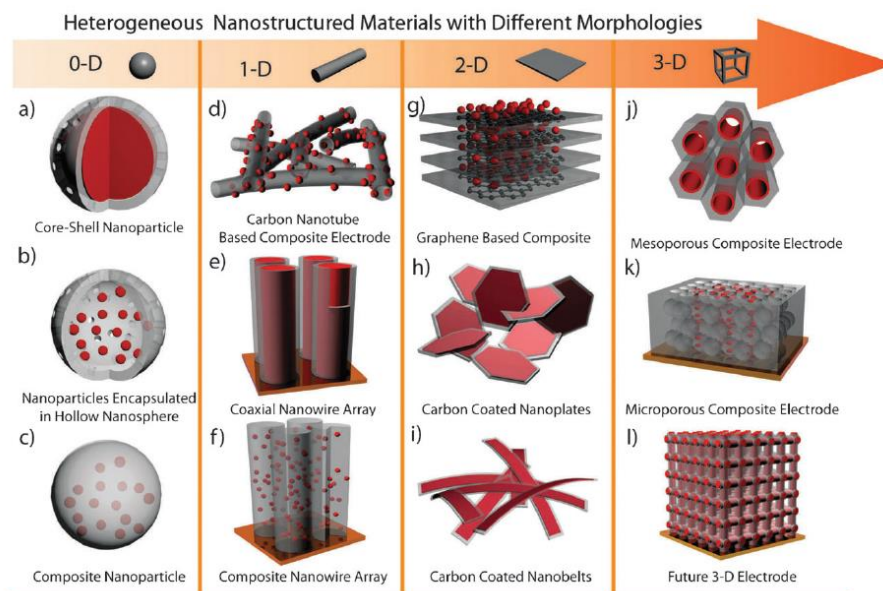 Heterogeneous Nanostructured Materials with Different Morphologies
0-D
1-D
2-D
3-D
a)
Core-Shell Nanoparticle
b)
Nanoparticles Encapsulated
in Hollow Nanosphere
c)
Composite Nanoparticle
d)
Carbon Nanotube
Based Composite Electrode
e)
Coaxial Nanowire Array
f)
Composite Nanowire Array
g)
Graphene Based Composite
h)
Carbon Coated Nanoplates
i)
Carbon Coated Nanobelts
j)
Mesoporous Composite Electrode
k)
Microporous Composite Electrode
l)
Future 3-D Electrode